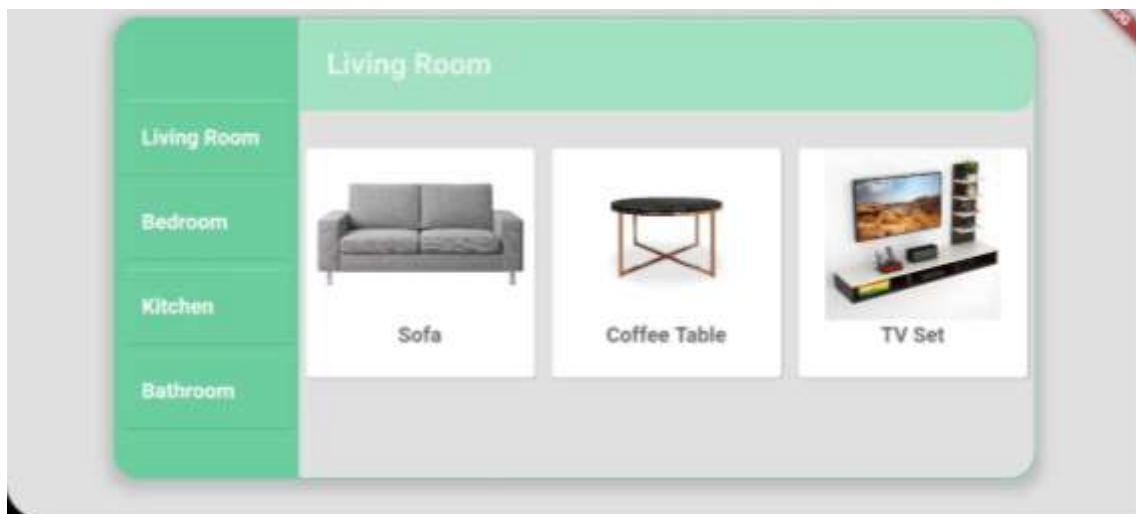 Living Room
Living Room
Bedroom
Kitchen
Bathroom
Sofa
Coffee Table
TV Set